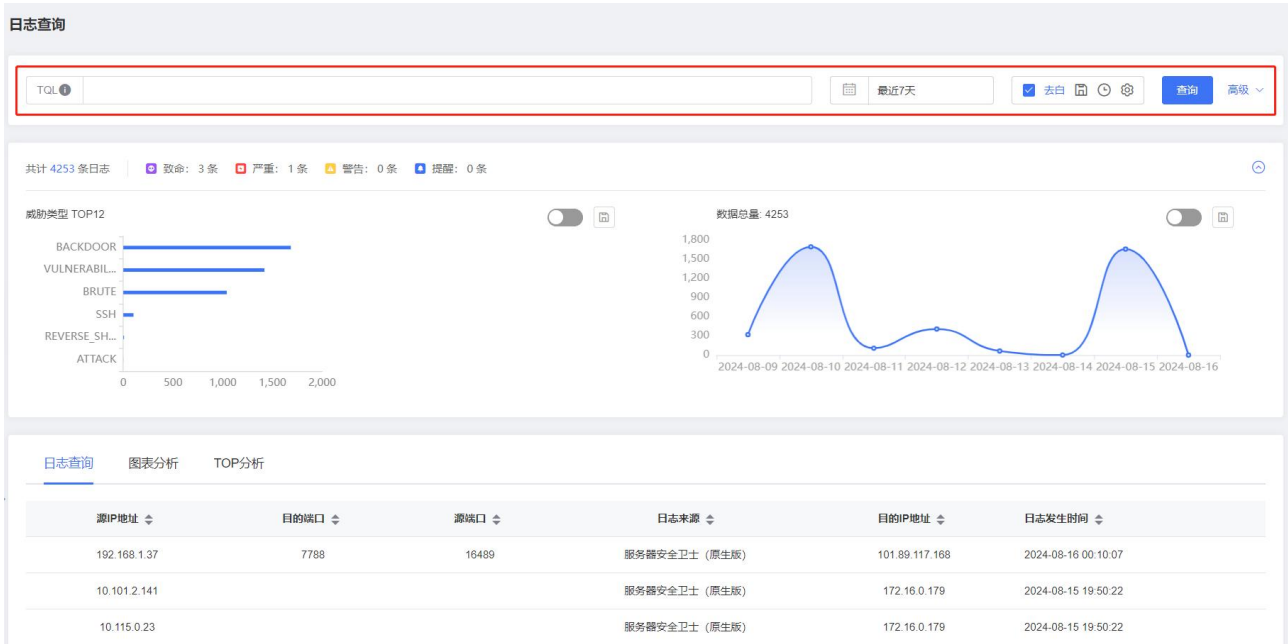 日志查询
TQL 最近7天 去白 查询 高级
共计 4253 条日志 致命: 3 条 严重: 1 条 警告: 0 条 提醒: 0 条
威胁类型 TOP12
BACKDOOR
VULNERABIL...
BRUTE
SSH
REVERSE_SH...
ATTACK
0 500 1,000 1,500 2,000
数据总量: 4253
1,800
1,500
1,200
900
600
300
0
2024-08-09 2024-08-10 2024-08-11 2024-08-12 2024-08-13 2024-08-14 2024-08-15 2024-08-16
日志查询 图表分析 TOP分析
源IP地址 目的端口 源端口 日志来源 目的IP地址 日志发生时间
192.168.1.37 7788 16489 服务器安全卫士（原生版） 101.89.117.168 2024-08-16 00:10:07
10.101.2.141 服务器安全卫士（原生版） 172.16.0.179 2024-08-15 19:50:22
10.115.0.23 服务器安全卫士（原生版） 172.16.0.179 2024-08-15 19:50:22